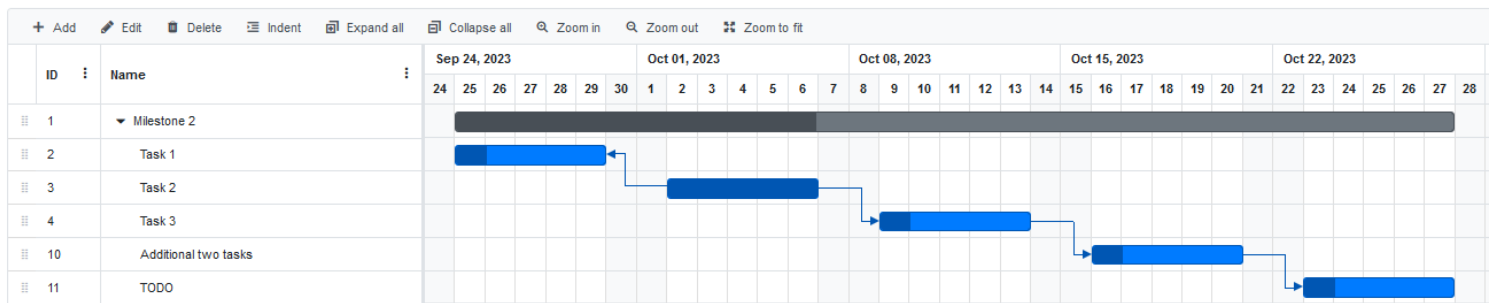 Add Edit Delete Indent Expand all Collapse all Zoom in Zoom out Zoom to fit
ID Name Sep 24, 2023 Oct 01, 2023 Oct 08, 2023 Oct 15, 2023 Oct 22, 2023
24 25 26 27 28 29 30 1 2 3 4 5 6 7 8 9 10 11 12 13 14 15 16 17 18 19 20 21 22 23 24 25 26 27 28
1 Milestone 2
2 Task 1
3 Task 2
4 Task 3
10 Additional two tasks
11 TODO